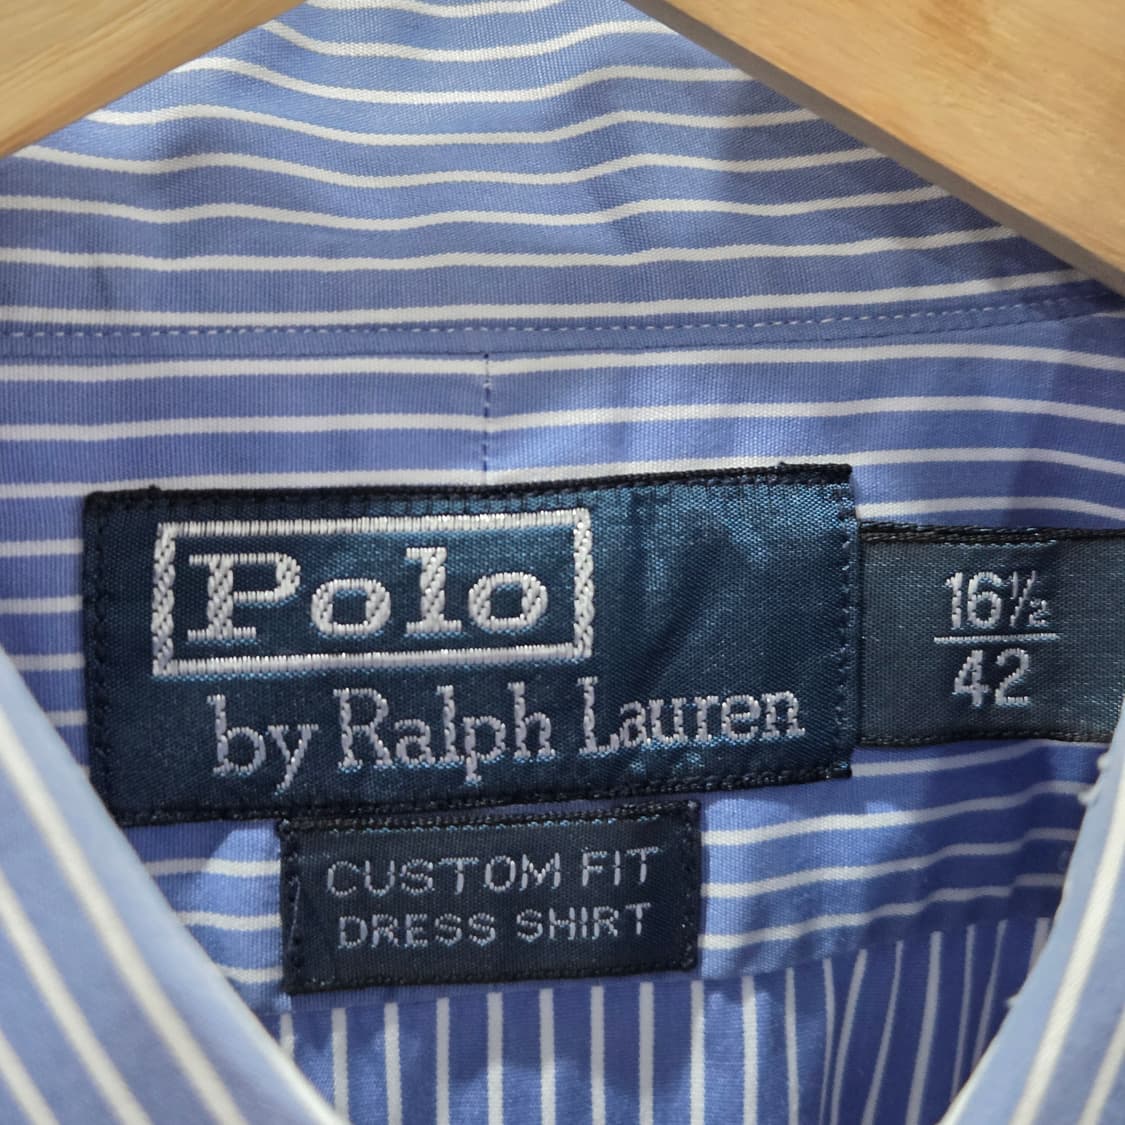 Polo
by Ralph Lauren
16½
42
CUSTOM FIT
DRESS SHIRT